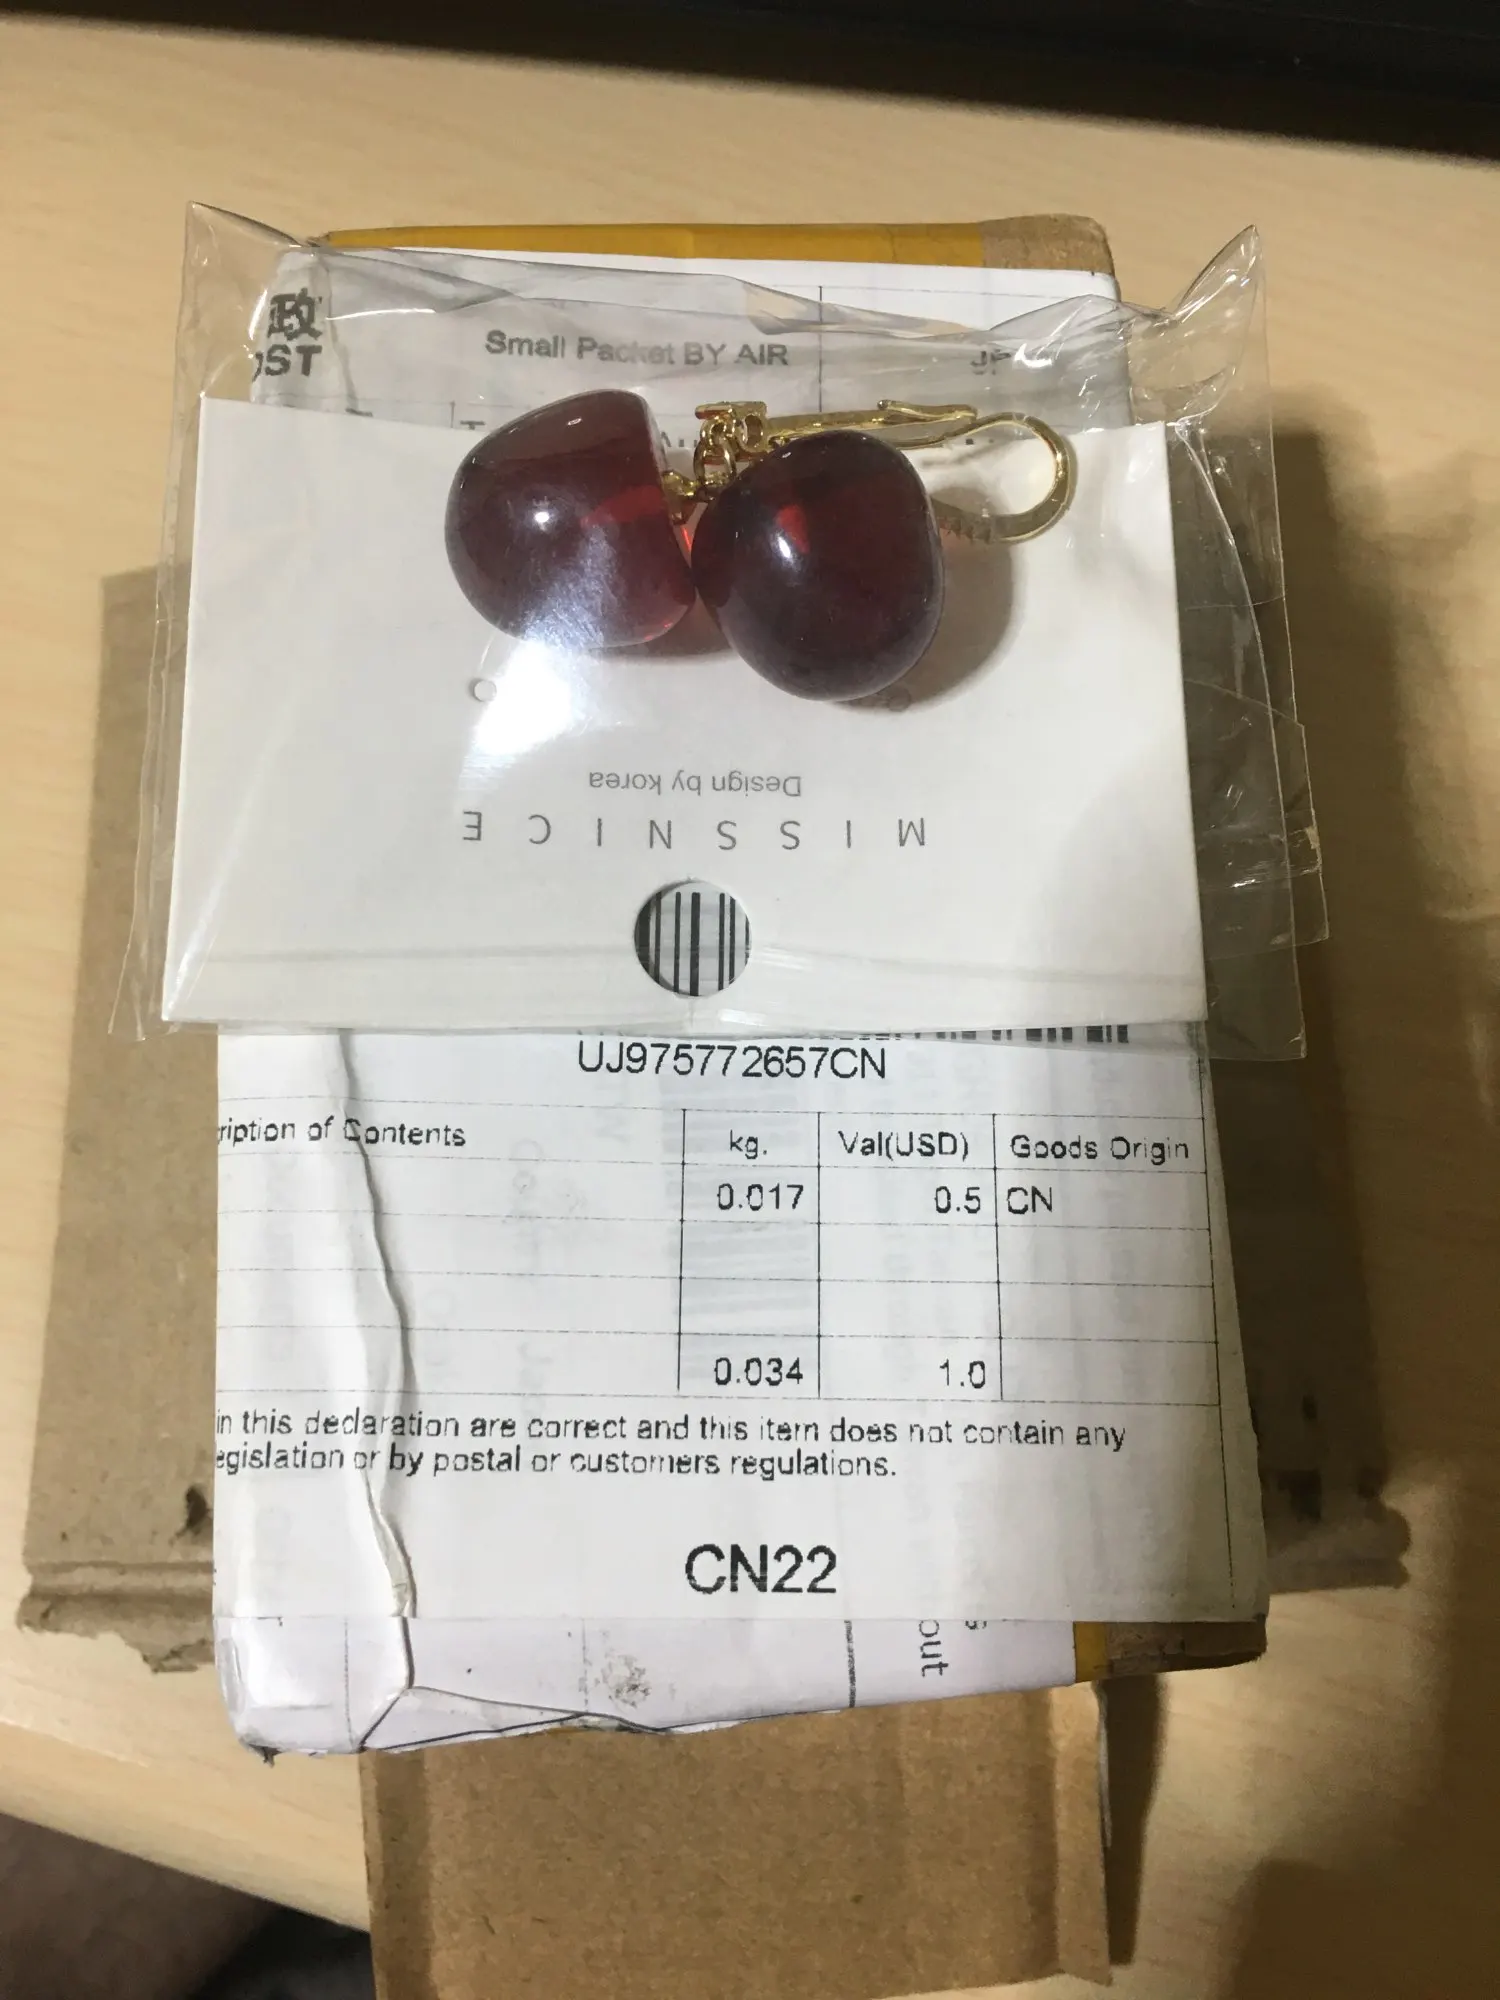 政
OST
Small Packet BY AIR
JP
Design by korea
MISSNICE
UJ975772657CN
ription of Contents kg. Val(USD) Goods Origin
0.017 0.5 CN
0.034 1.0
in this declaration are correct and this item does not contain any
egislation or by postal or customers regulations.
CN22
out